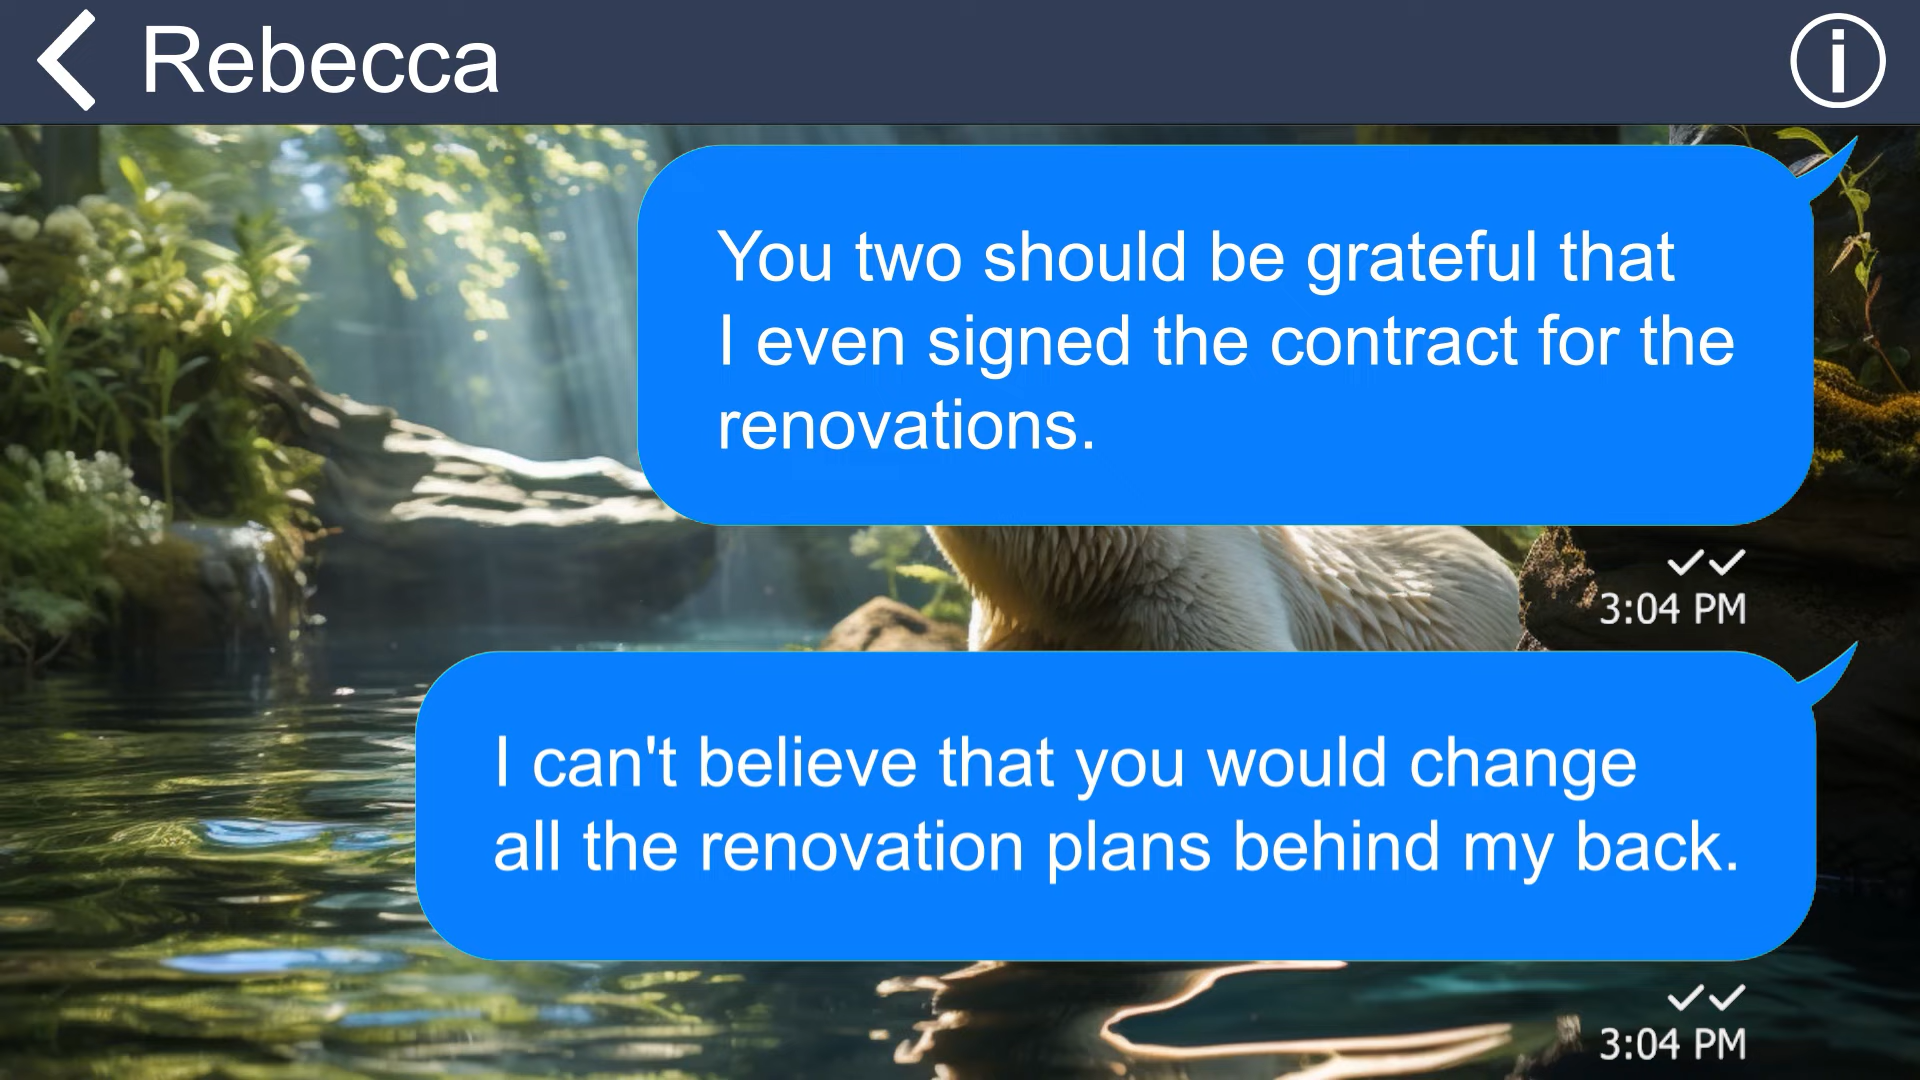 Rebecca
You two should be grateful that
I even signed the contract for the
renovations.
3:04 PM
I can't believe that you would change
all the renovation plans behind my back.
3:04 PM